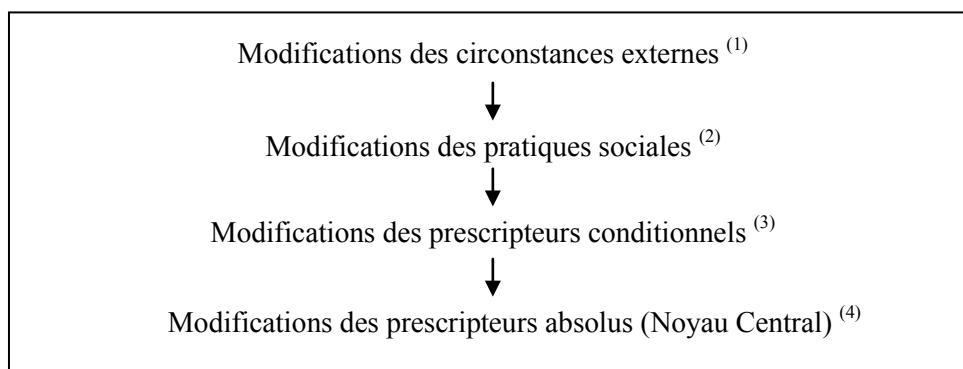 Modifications des circonstances externes (1)
Modifications des pratiques sociales (2)
Modifications des prescripteurs conditionnels (3)
Modifications des prescripteurs absolus (Noyau Central) (4)